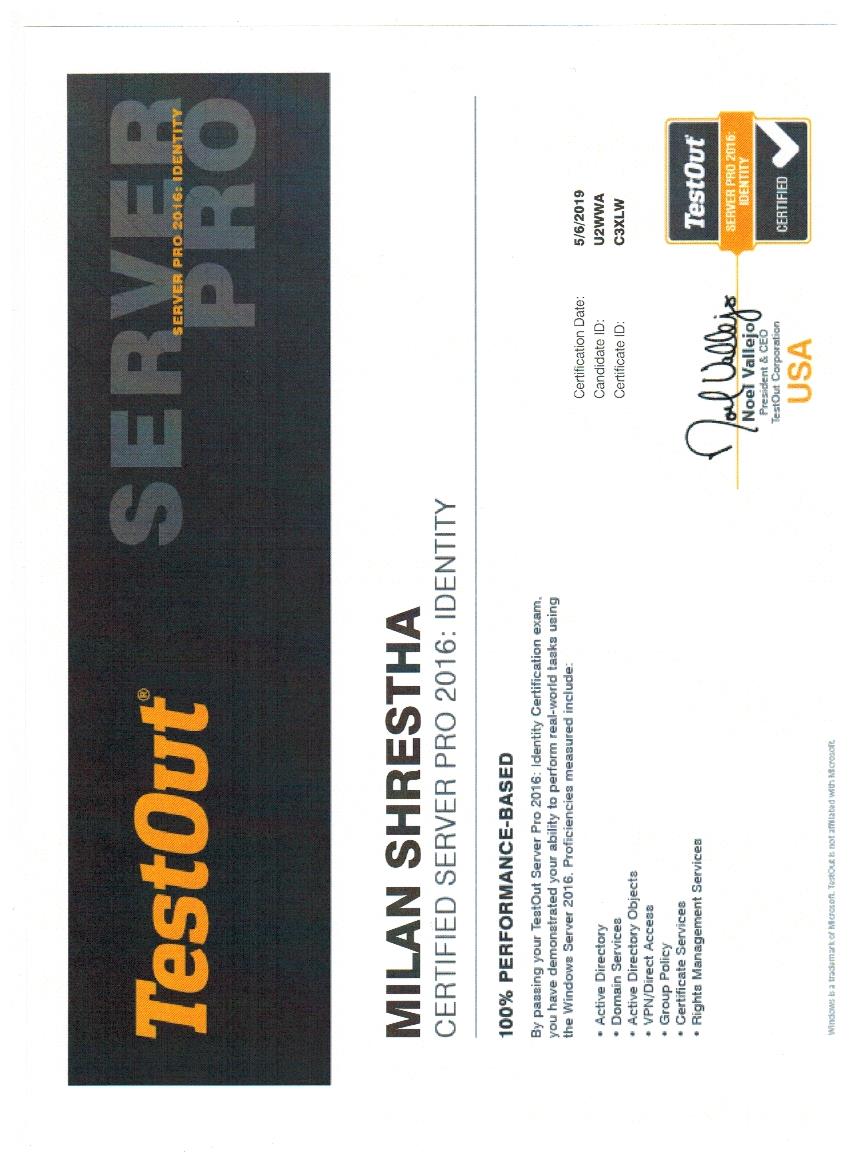 TestOut®
SERVER
SERVER PRO 2016: IDENTITY
PRO
MILAN SHRESTHA
CERTIFIED SERVER PRO 2016: IDENTITY
100% PERFORMANCE-BASED
By passing your TestOut Server Pro 2016: Identity Certification exam.
you have demonstrated your ability to perform real-world tasks using
the Windows Server 2016. Proficiencies measured include:
• Active Directory
• Domain Services
• Active Directory Objects
• VPN/Direct Access
• Group Policy
• Certificate Services
• Rights Management Services
Certification Date: 5/6/2019
Candidate ID: U2WWA
Certificate ID: C3XLW
Noel Vallejo
Noel Vallejo
President & CEO
TestOut Corporation
USA
TestOut
SERVER PRO 2016:
IDENTITY
CERTIFIED
Windows is a trademark of Microsoft. TestOut is not affiliated with Microsoft.